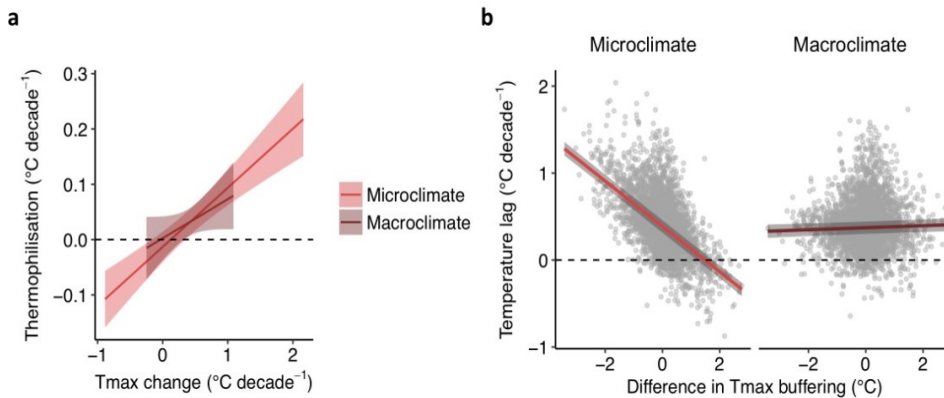 a
Thermophilisation (°C decade⁻¹)
0.3
0.2
0.1
0.0
−0.1
−1
0
1
2
Tmax change (°C decade⁻¹)
Microclimate
Macroclimate
b
Microclimate
Macroclimate
Temperature lag (°C decade⁻¹)
2
1
0
−1
−2
0
2
−2
0
2
Difference in Tmax buffering (°C)